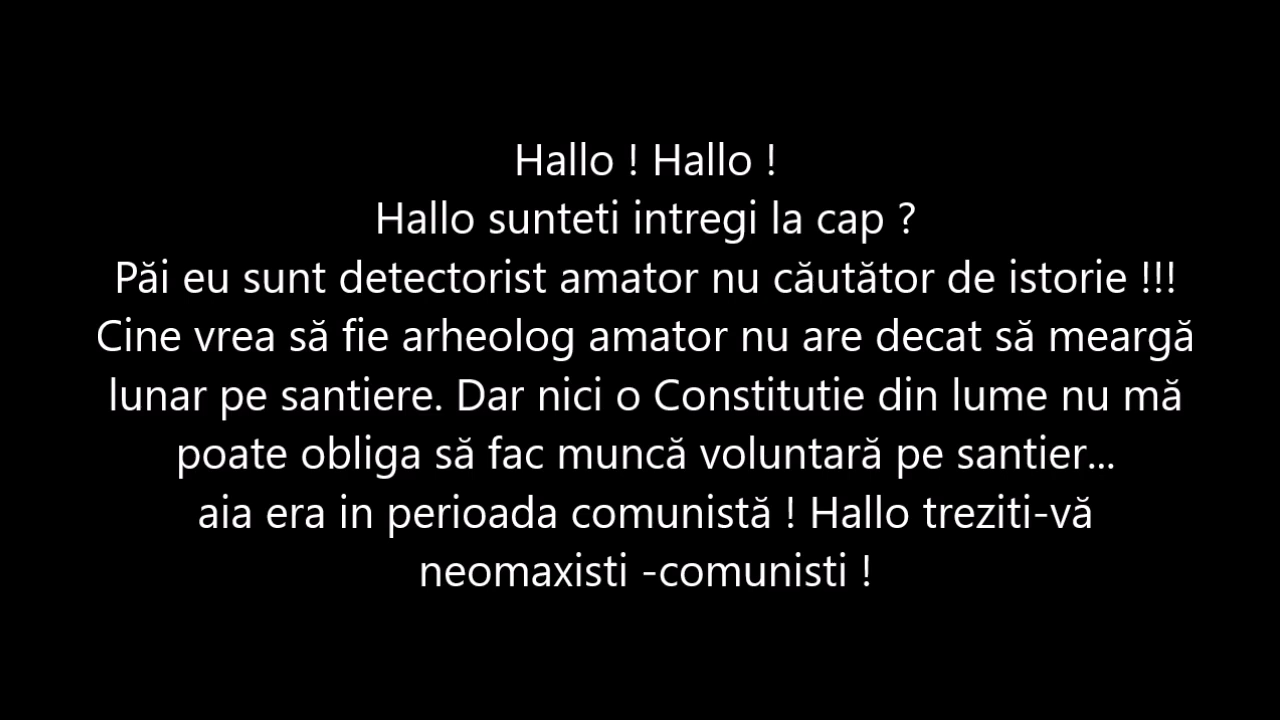 Hallo ! Hallo !
Hallo sunteti intregi la cap ?
Păi eu sunt detectorist amator nu căutător de istorie !!!
Cine vrea să fie arheolog amator nu are decat să meargă
lunar pe santiere. Dar nici o Constitutie din lume nu mă
poate obliga să fac muncă voluntară pe santier...
aia era in perioada comunistă ! Hallo treziti-vă
neomaxisti -comunisti !